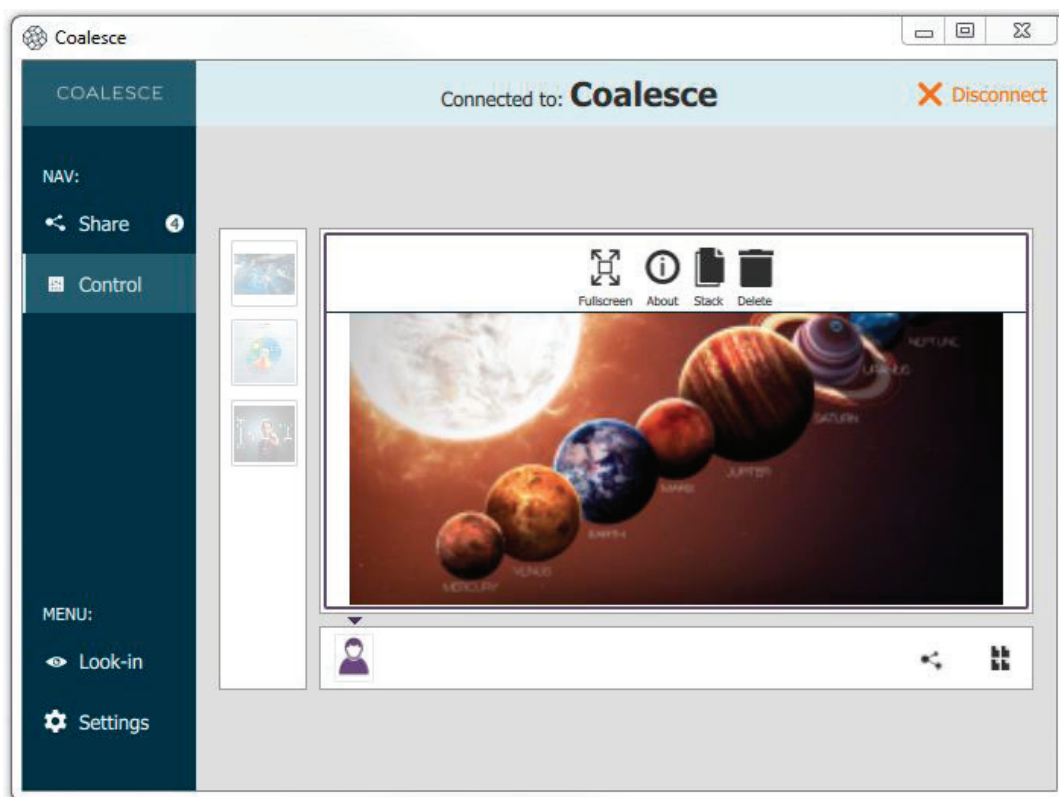 Coalesce
COALESCE
Connected to: Coalesce
Disconnect
NAV:
Share 4
Control
MENU:
Look-in
Settings
Fullscreen About Stack Delete
NEPTUNE
URANUS
SATURN
JUPITER
MARS
EARTH
VENUS
MERCURY